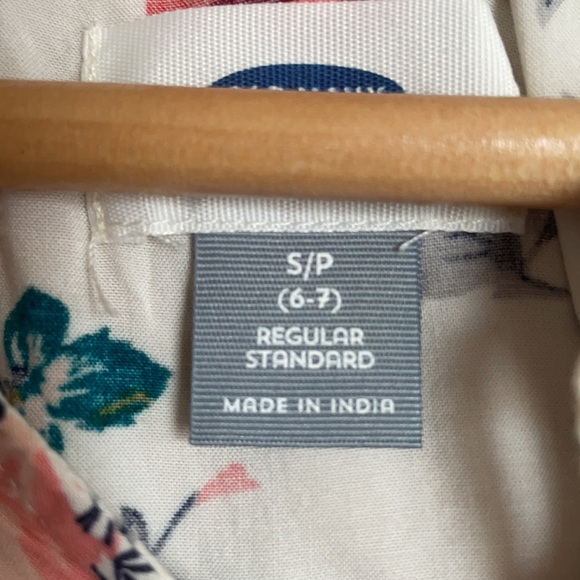 S/P
(6-7)
REGULAR
STANDARD
MADE IN INDIA